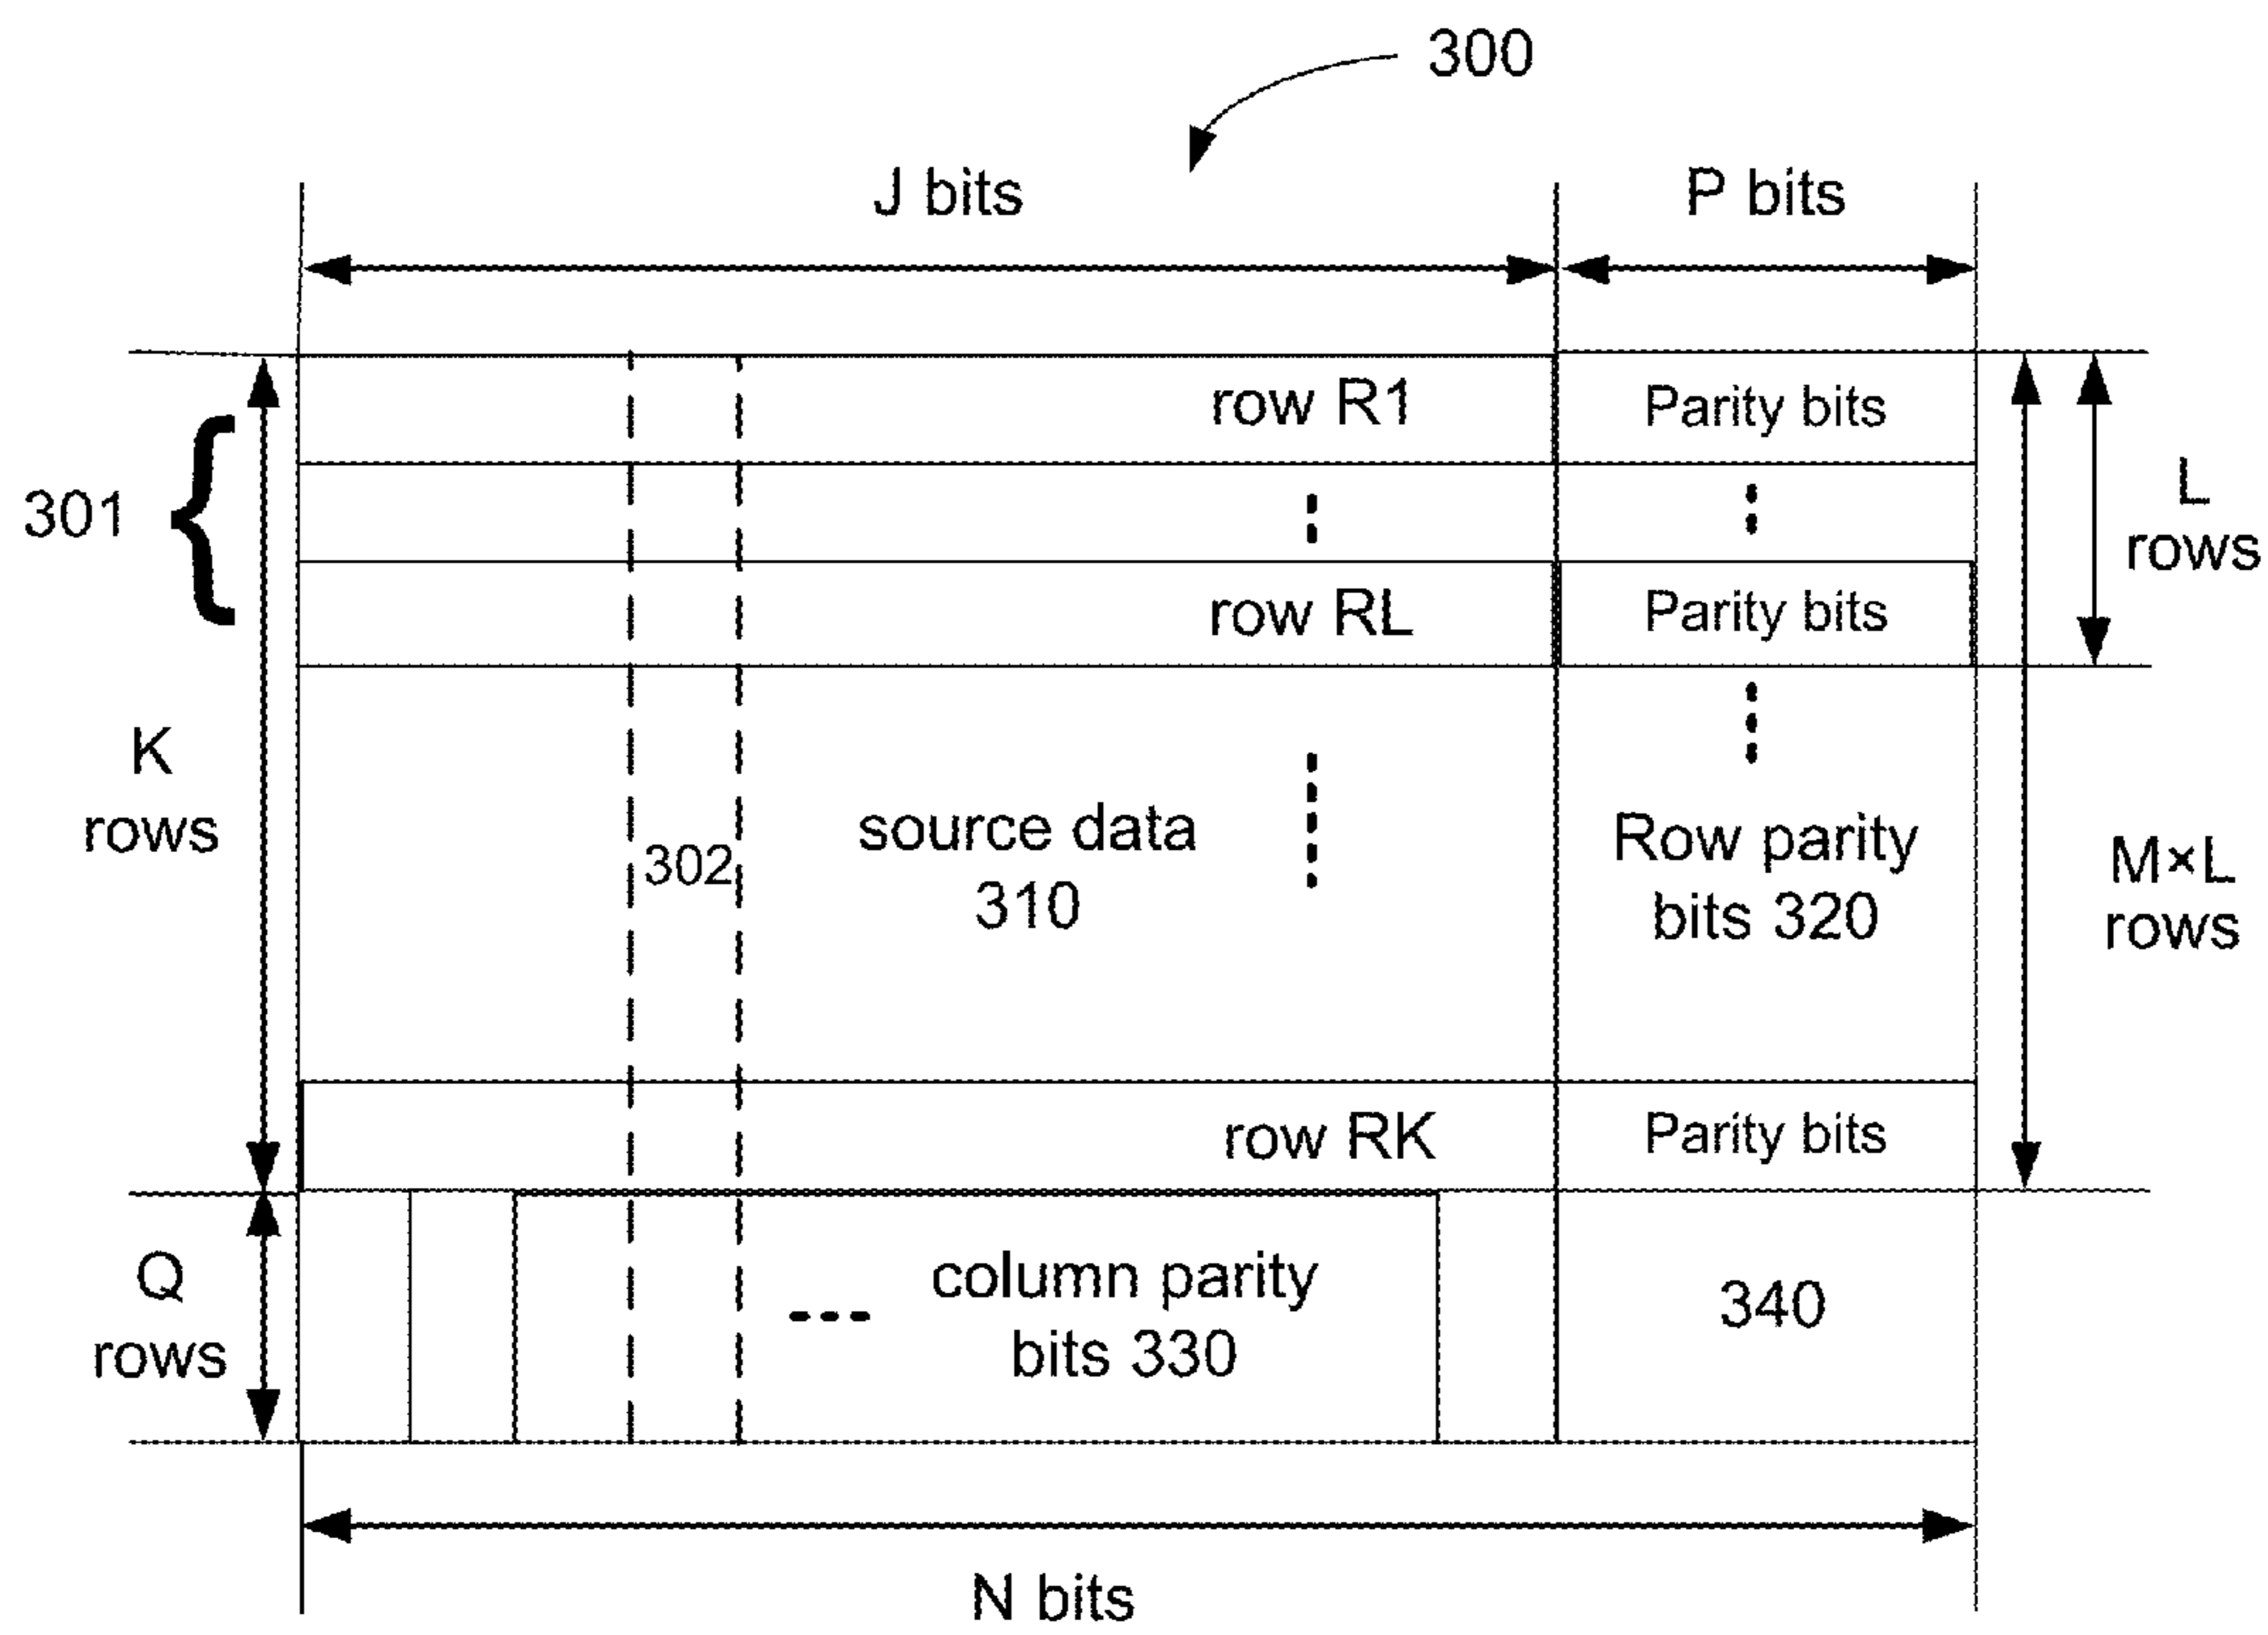 300
J bits
P bits
row R1
Parity bits
301
L
rows
row RL
Parity bits
K
rows
302
source data
310
Row parity
bits 320
M×L
rows
row RK
Parity bits
Q
rows
column parity
bits 330
340
N bits